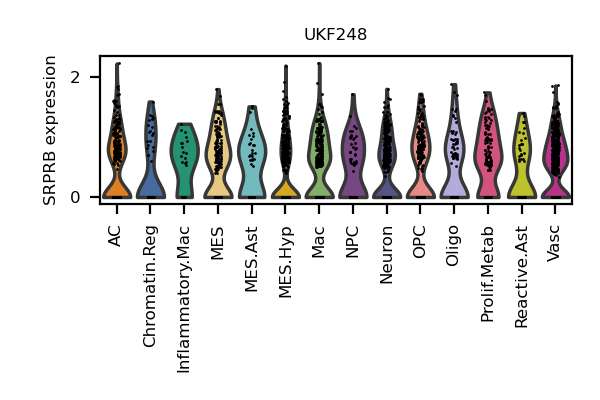 UKF248
SRPRB expression
2
0
AC
Chromatin.Reg
Inflammatory.Mac
MES
MES.Ast
MES.Hyp
Mac
NPC
Neuron
OPC
Oligo
Prolif.Metab
Reactive.Ast
Vasc